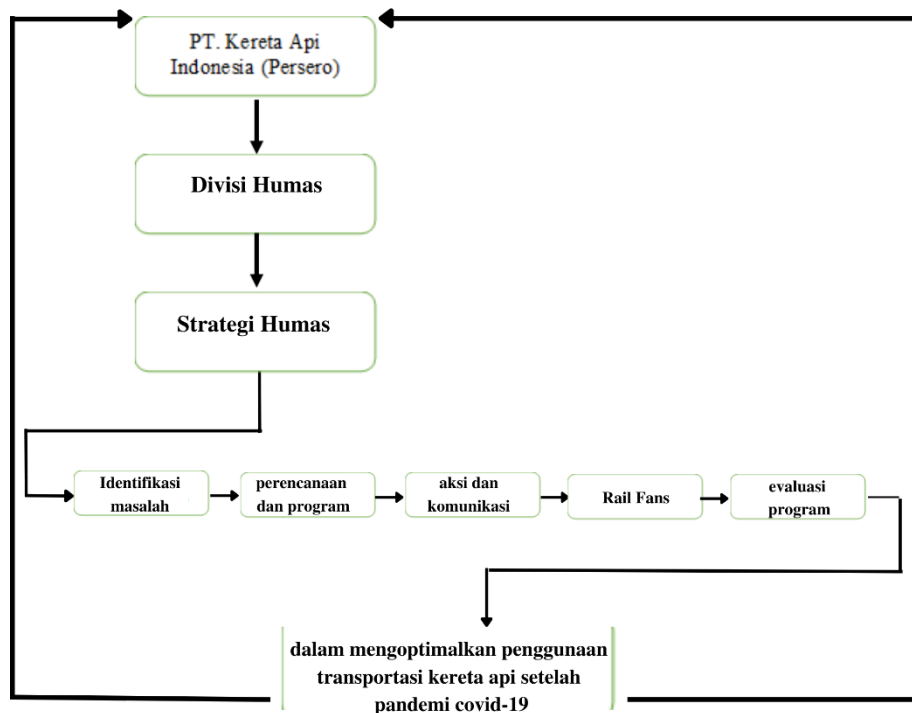 PT. Kereta Api
Indonesia (Persero)
Divisi Humas
Strategi Humas
Identifikasi
masalah
perencanaan
dan program
aksi dan
komunikasi
Rail Fans
evaluasi
program
dalam mengoptimalkan penggunaan
transportasi kereta api setelah
pandemi covid-19